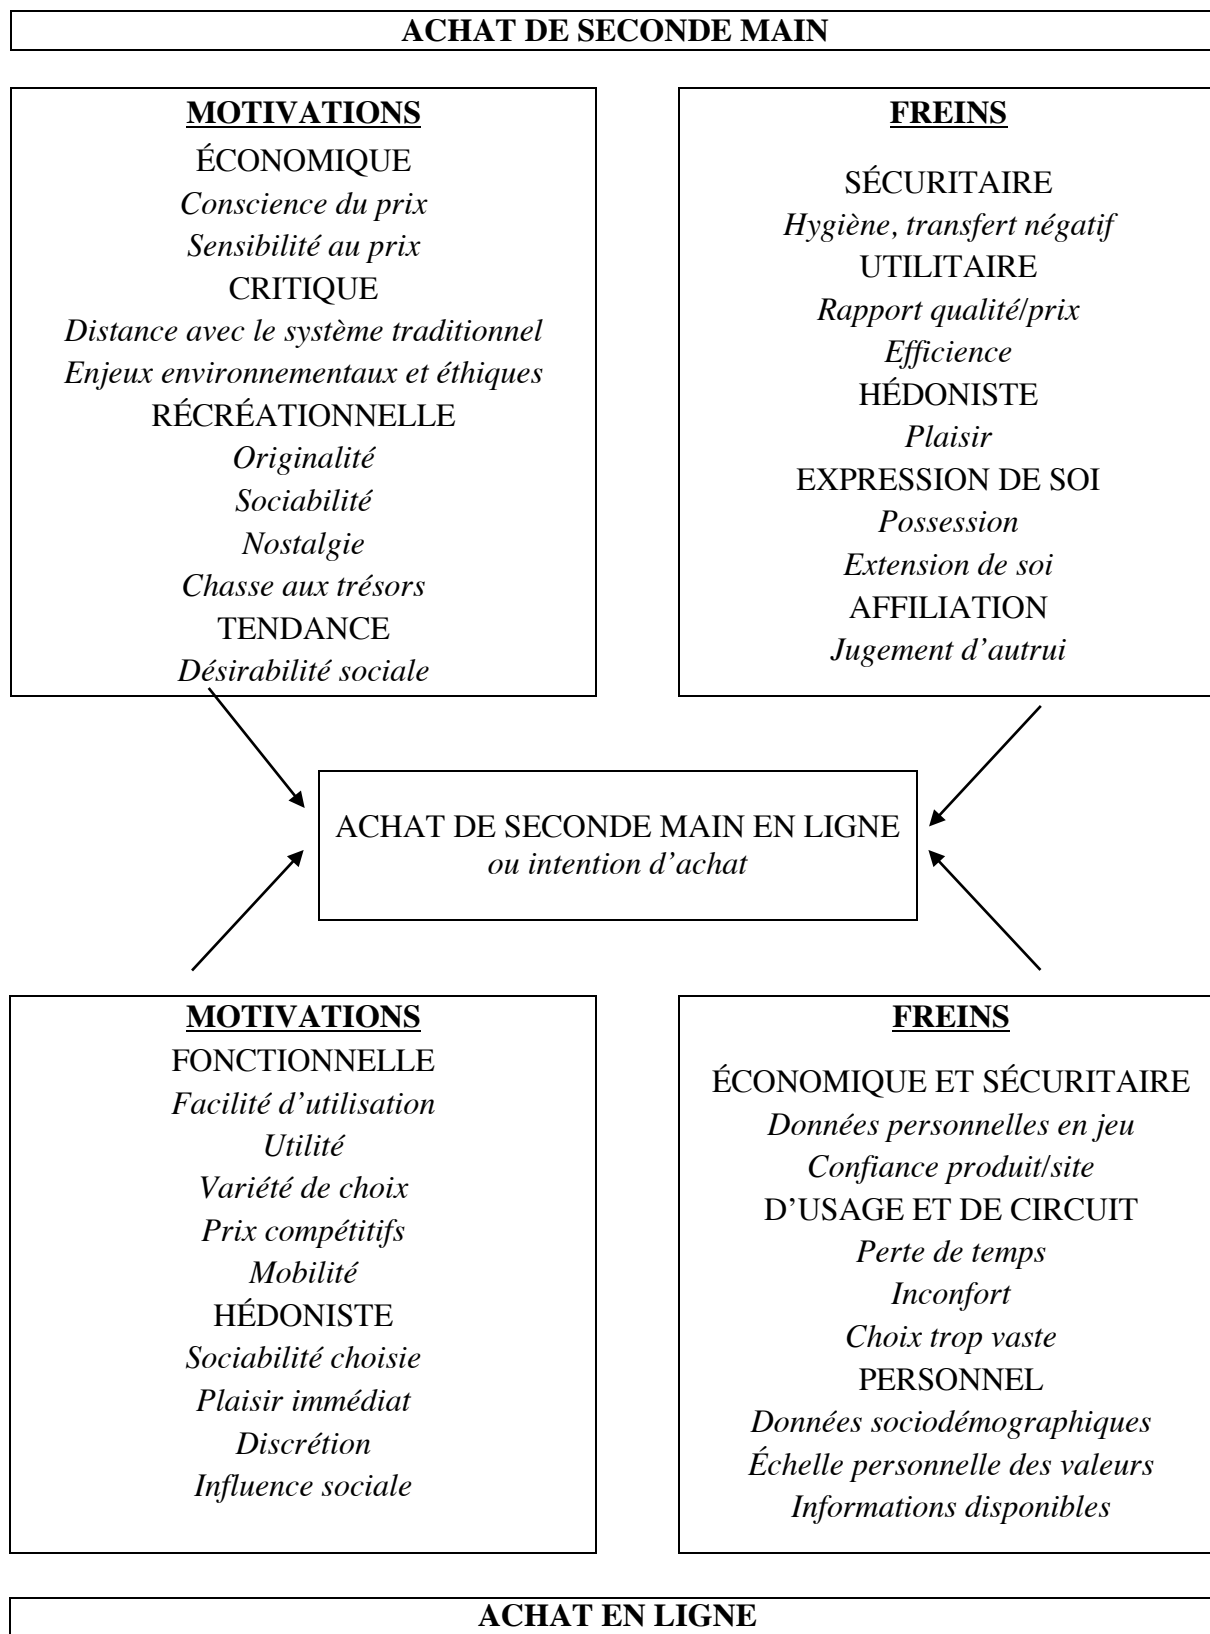 ACHAT DE SECONDE MAIN
MOTIVATIONS
ÉCONOMIQUE
Conscience du prix
Sensibilité au prix
CRITIQUE
Distance avec le système traditionnel
Enjeux environnementaux et éthiques
RÉCRÉATIONNELLE
Originalité
Sociabilité
Nostalgie
Chasse aux trésors
TENDANCE
Désirabilité sociale
FREINS
SÉCURITAIRE
Hygiène, transfert négatif
UTILITAIRE
Rapport qualité/prix
Efficience
HÉDONISTE
Plaisir
EXPRESSION DE SOI
Possession
Extension de soi
AFFILIATION
Jugement d’autrui
ACHAT DE SECONDE MAIN EN LIGNE
ou intention d’achat
MOTIVATIONS
FONCTIONNELLE
Facilité d’utilisation
Utilité
Variété de choix
Prix compétitifs
Mobilité
HÉDONISTE
Sociabilité choisie
Plaisir immédiat
Discrétion
Influence sociale
FREINS
ÉCONOMIQUE ET SÉCURITAIRE
Données personnelles en jeu
Confiance produit/site
D’USAGE ET DE CIRCUIT
Perte de temps
Inconfort
Choix trop vaste
PERSONNEL
Données sociodémographiques
Échelle personnelle des valeurs
Informations disponibles
ACHAT EN LIGNE